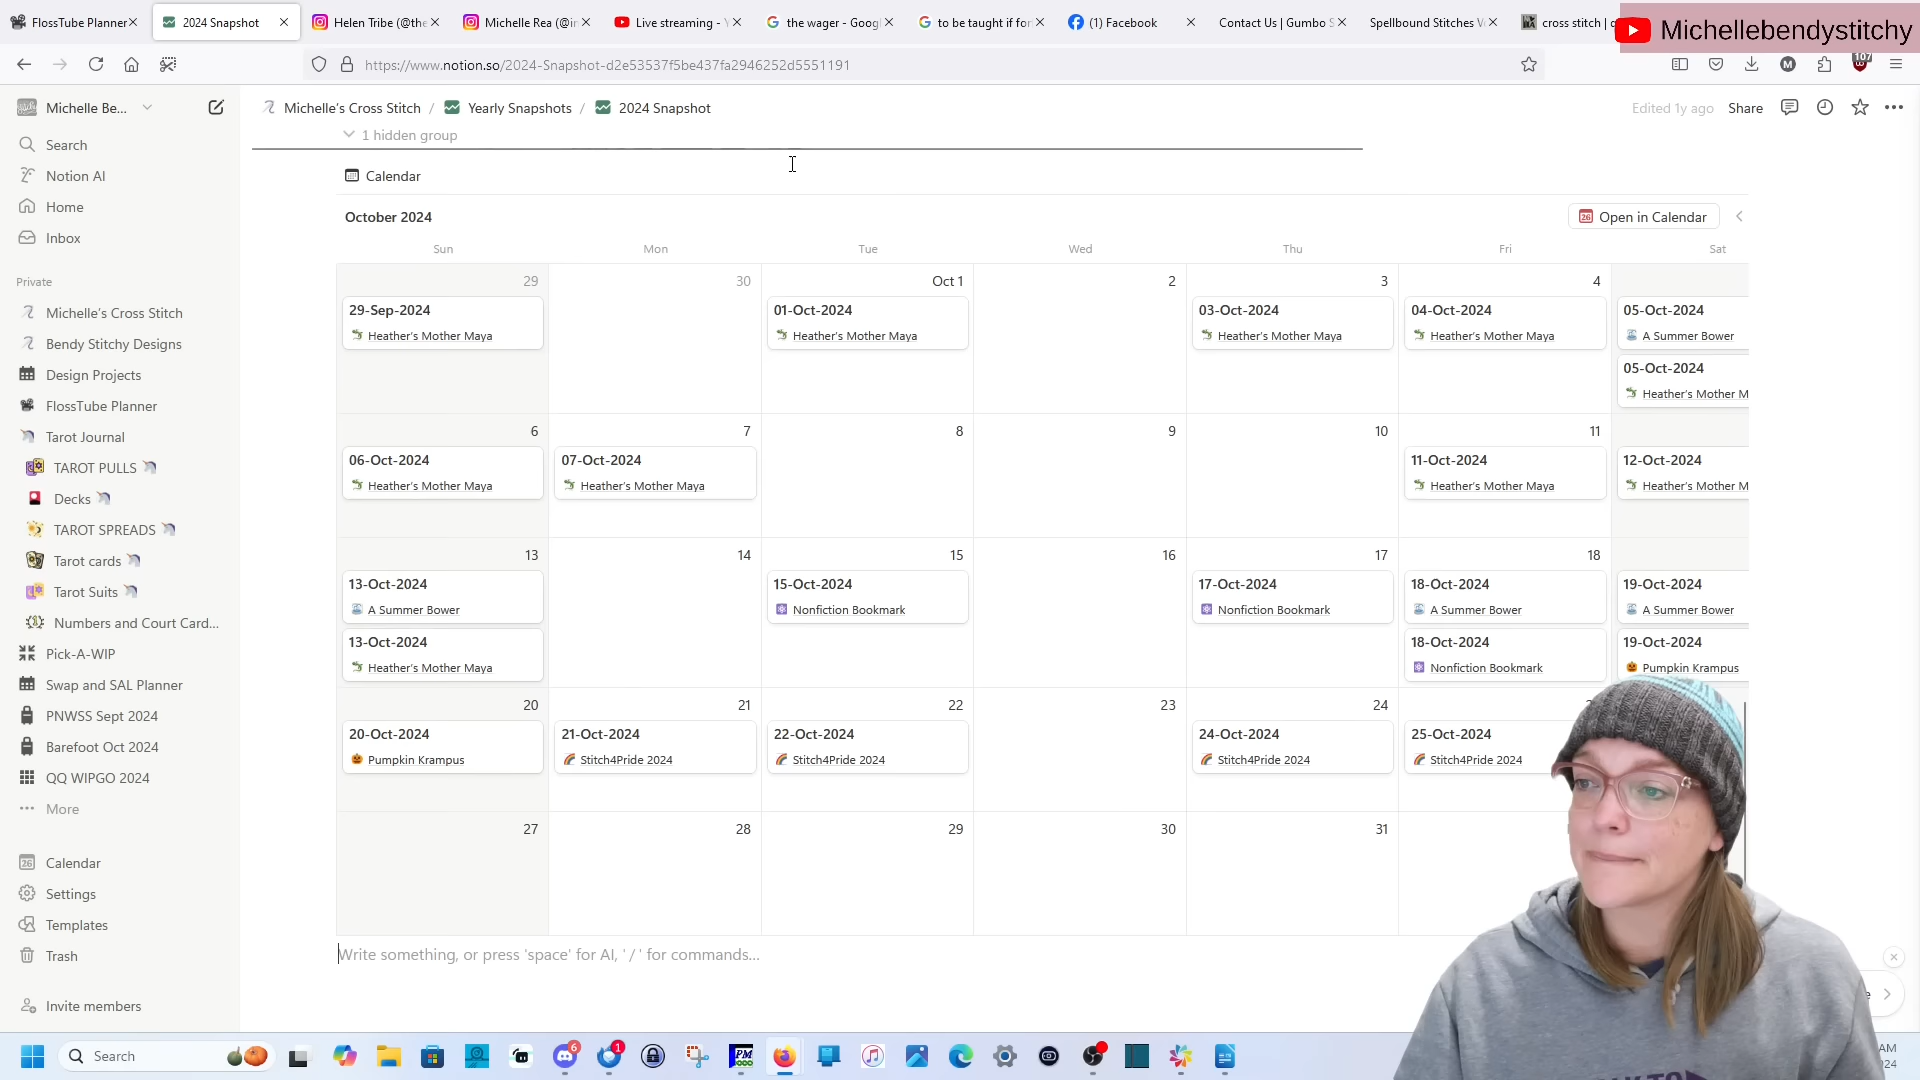 FlossTube Planner
2024 Snapshot
Helen Tribe (@the
Michelle Rea (@in
Live streaming - Y
the wager - Goog
to be taught if for
(1) Facebook
Contact Us | Gumbo S
Spellbound Stitches
cross stitch |
Michellebendystitchy
https://www.notion.so/2024-Snapshot-d2e53537f5be437fa2946252d5551191
M
107
Michelle Be...
Michelle's Cross Stitch / Yearly Snapshots / 2024 Snapshot
Edited 1y ago
Share
Search
Notion AI
Home
Inbox
Private
Michelle's Cross Stitch
Bendy Stitchy Designs
Design Projects
FlossTube Planner
Tarot Journal
TAROT PULLS
Decks
TAROT SPREADS
Tarot cards
Tarot Suits
Numbers and Court Card...
Pick-A-WIP
Swap and SAL Planner
PNWSS Sept 2024
Barefoot Oct 2024
QQ WIPGO 2024
More
Calendar
Settings
Templates
Trash
Invite members
1 hidden group
Calendar
October 2024
Open in Calendar
Sun Mon Tue Wed Thu Fri Sat
29 30 Oct 1 2 3 4
29-Sep-2024
Heather's Mother Maya
01-Oct-2024
Heather's Mother Maya
03-Oct-2024
Heather's Mother Maya
04-Oct-2024
Heather's Mother Maya
05-Oct-2024
A Summer Bower
05-Oct-2024
Heather's Mother M
6 7 8 9 10 11
06-Oct-2024
Heather's Mother Maya
07-Oct-2024
Heather's Mother Maya
11-Oct-2024
Heather's Mother Maya
12-Oct-2024
Heather's Mother M
13 14 15 16 17 18
13-Oct-2024
A Summer Bower
13-Oct-2024
Heather's Mother Maya
15-Oct-2024
Nonfiction Bookmark
17-Oct-2024
Nonfiction Bookmark
18-Oct-2024
A Summer Bower
18-Oct-2024
Nonfiction Bookmark
19-Oct-2024
A Summer Bower
19-Oct-2024
Pumpkin Krampus
20 21 22 23 24
20-Oct-2024
Pumpkin Krampus
21-Oct-2024
Stitch4Pride 2024
22-Oct-2024
Stitch4Pride 2024
24-Oct-2024
Stitch4Pride 2024
25-Oct-2024
Stitch4Pride 2024
27 28 29 30 31
Write something, or press 'space' for AI, '/' for commands...
Search
6
1
PM
AM
24